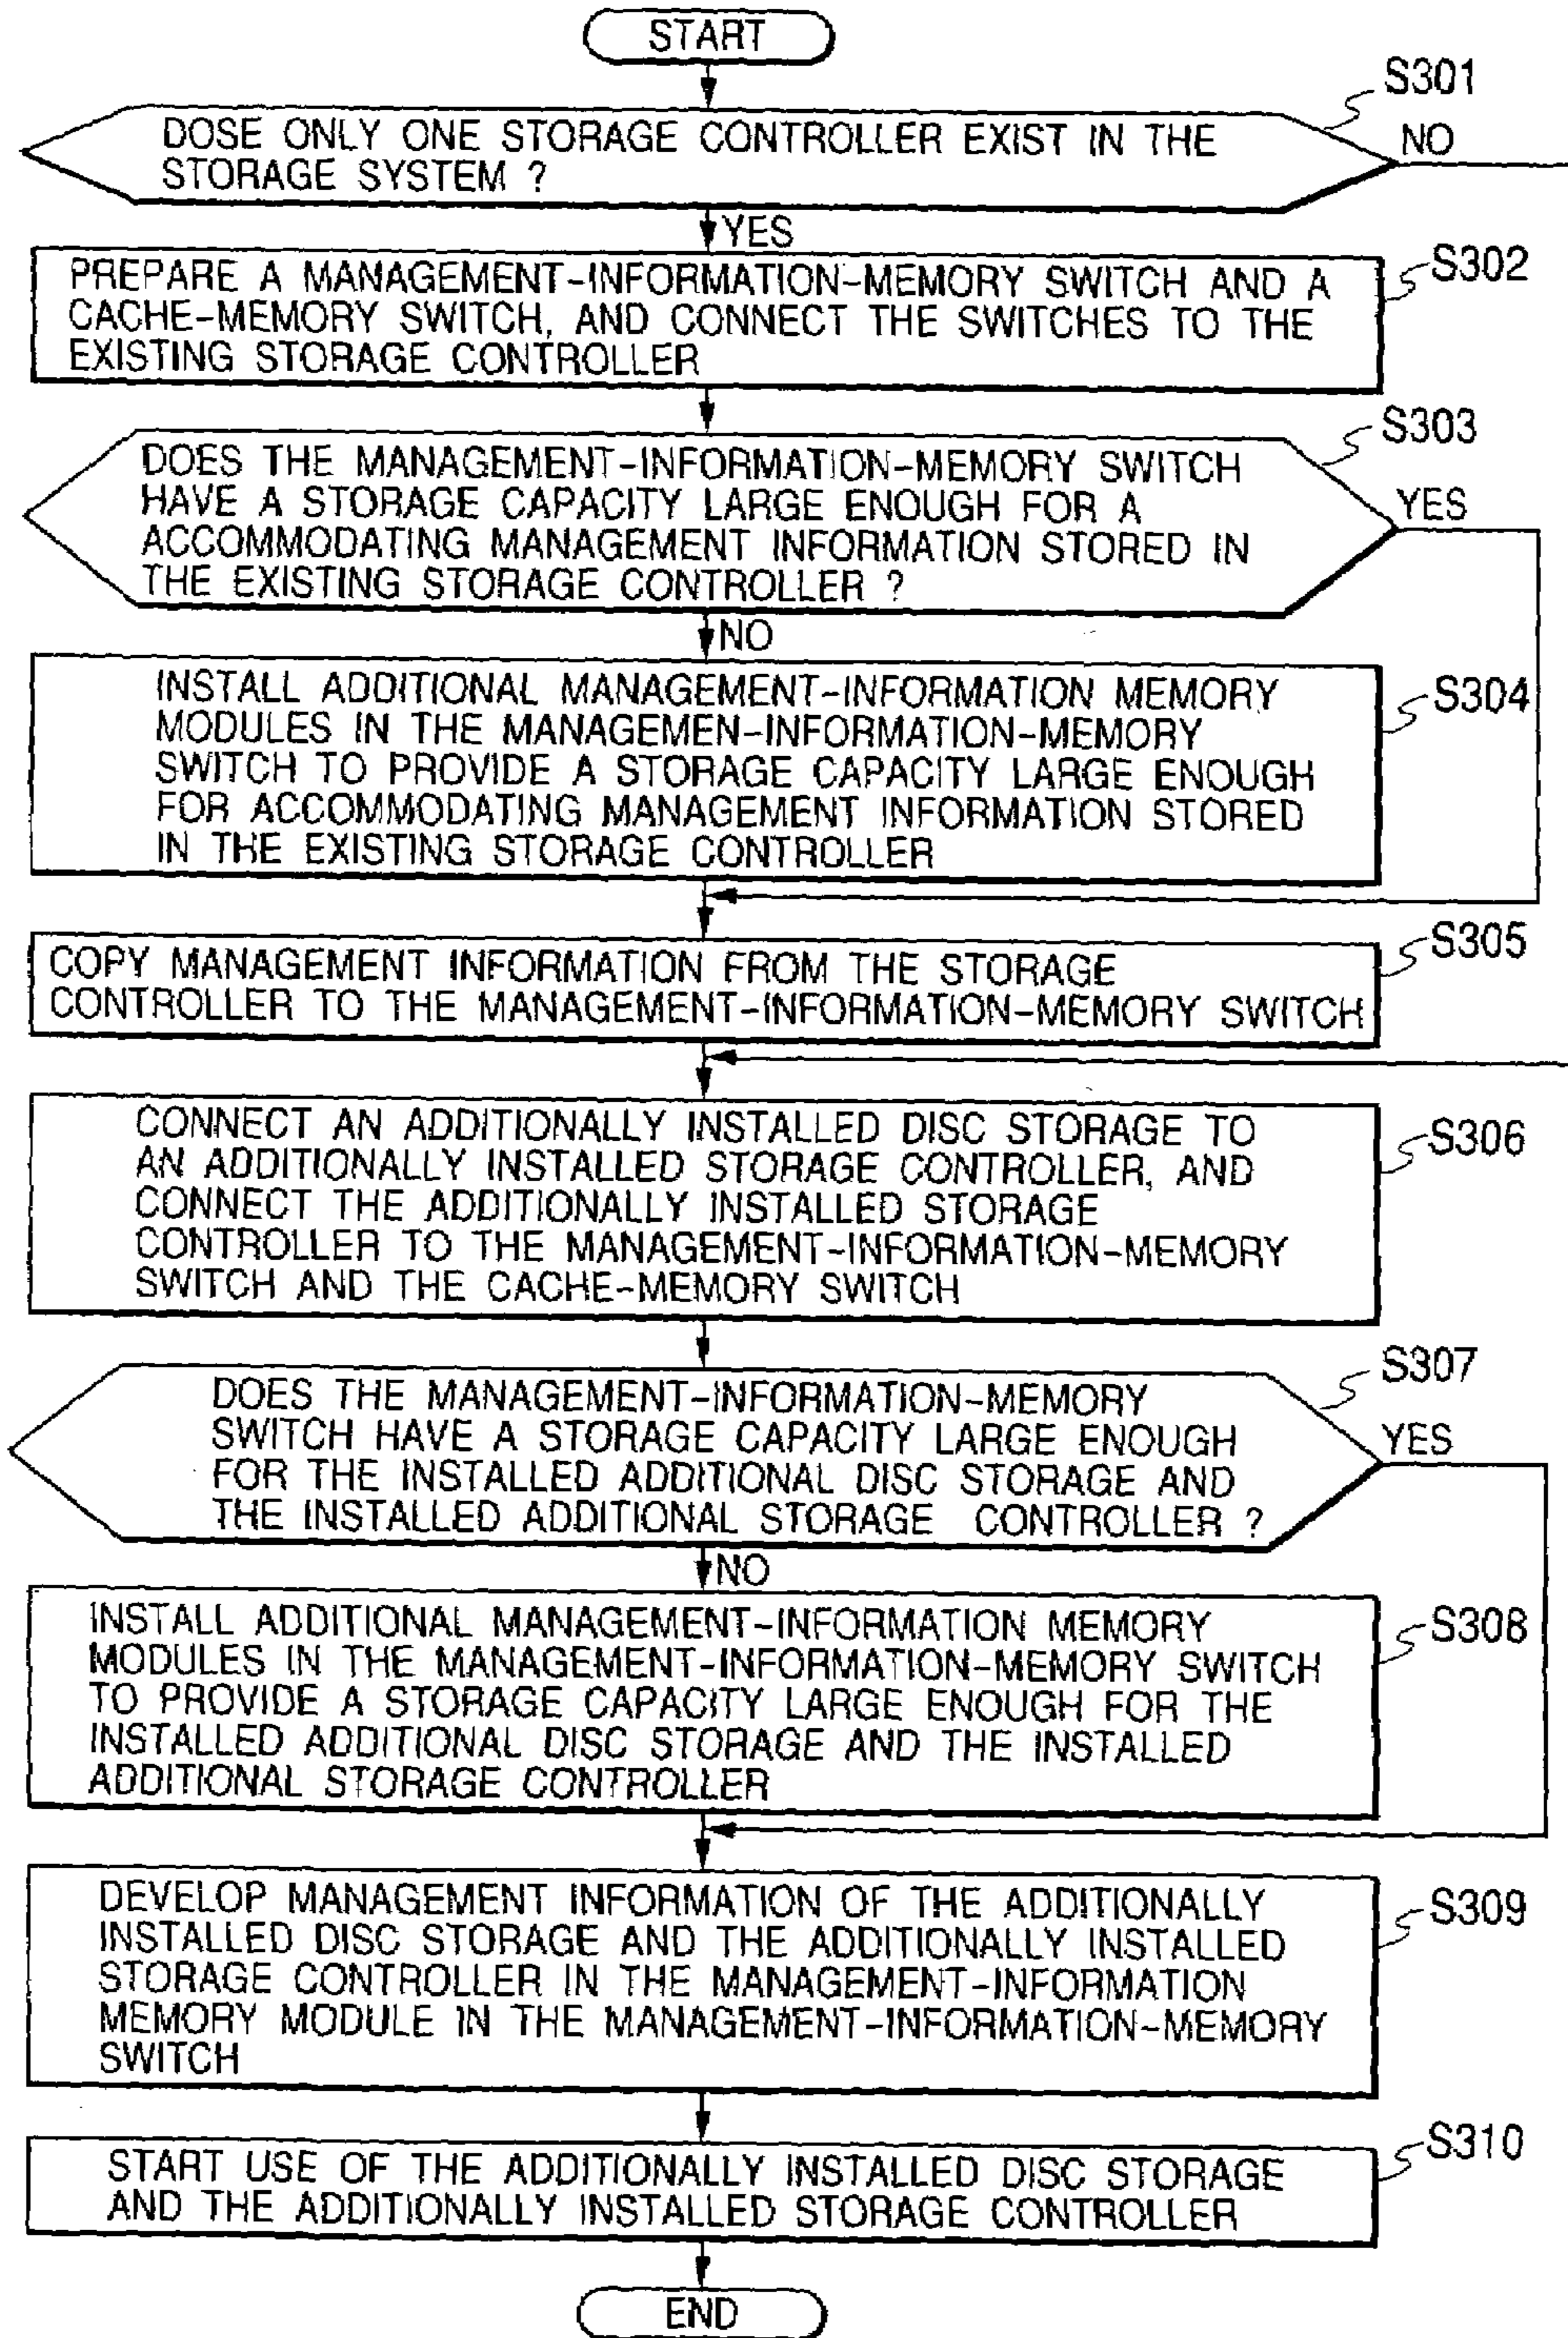 START
S301
DOSE ONLY ONE STORAGE CONTROLLER EXIST IN THE
STORAGE SYSTEM ?
NO
YES
PREPARE A MANAGEMENT-INFORMATION-MEMORY SWITCH AND A
CACHE-MEMORY SWITCH, AND CONNECT THE SWITCHES TO THE
EXISTING STORAGE CONTROLLER
S302
S303
DOES THE MANAGEMENT-INFORMATION-MEMORY SWITCH
HAVE A STORAGE CAPACITY LARGE ENOUGH FOR A
ACCOMMODATING MANAGEMENT INFORMATION STORED IN
THE EXISTING STORAGE CONTROLLER ?
YES
NO
INSTALL ADDITIONAL MANAGEMENT-INFORMATION MEMORY
MODULES IN THE MANAGEMEN-INFORMATION-MEMORY
SWITCH TO PROVIDE A STORAGE CAPACITY LARGE ENOUGH
FOR ACCOMMODATING MANAGEMENT INFORMATION STORED
IN THE EXISTING STORAGE CONTROLLER
S304
COPY MANAGEMENT INFORMATION FROM THE STORAGE
CONTROLLER TO THE MANAGEMENT-INFORMATION-MEMORY SWITCH
S305
CONNECT AN ADDITIONALLY INSTALLED DISC STORAGE TO
AN ADDITIONALLY INSTALLED STORAGE CONTROLLER, AND
CONNECT THE ADDITIONALLY INSTALLED STORAGE
CONTROLLER TO THE MANAGEMENT-INFORMATION-MEMORY
SWITCH AND THE CACHE-MEMORY SWITCH
S306
S307
DOES THE MANAGEMENT-INFORMATION-MEMORY
SWITCH HAVE A STORAGE CAPACITY LARGE ENOUGH
FOR THE INSTALLED ADDITIONAL DISC STORAGE AND
THE INSTALLED ADDITIONAL STORAGE CONTROLLER ?
YES
NO
INSTALL ADDITIONAL MANAGEMENT-INFORMATION MEMORY
MODULES IN THE MANAGEMENT-INFORMATION-MEMORY SWITCH
TO PROVIDE A STORAGE CAPACITY LARGE ENOUGH FOR THE
INSTALLED ADDITIONAL DISC STORAGE AND THE INSTALLED
ADDITIONAL STORAGE CONTROLLER
S308
DEVELOP MANAGEMENT INFORMATION OF THE ADDITIONALLY
INSTALLED DISC STORAGE AND THE ADDITIONALLY INSTALLED
STORAGE CONTROLLER IN THE MANAGEMENT-INFORMATION
MEMORY MODULE IN THE MANAGEMENT-INFORMATION-MEMORY
SWITCH
S309
START USE OF THE ADDITIONALLY INSTALLED DISC STORAGE
AND THE ADDITIONALLY INSTALLED STORAGE CONTROLLER
S310
END